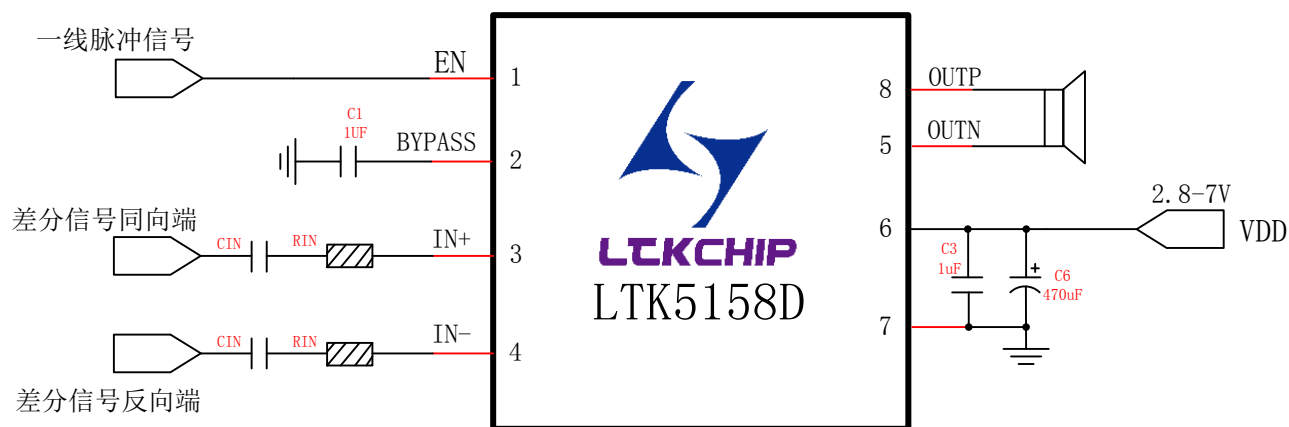 一线脉冲信号
EN
1
C1
1UF
BYPASS
2
差分信号同向端
CIN
RIN
IN+
3
CIN
RIN
IN-
4
差分信号反向端
LTKCHIP
LTK5158D
8
OUTP
5
OUTN
2.8-7V
6
VDD
C3
1uF
C6
470uF
+
7